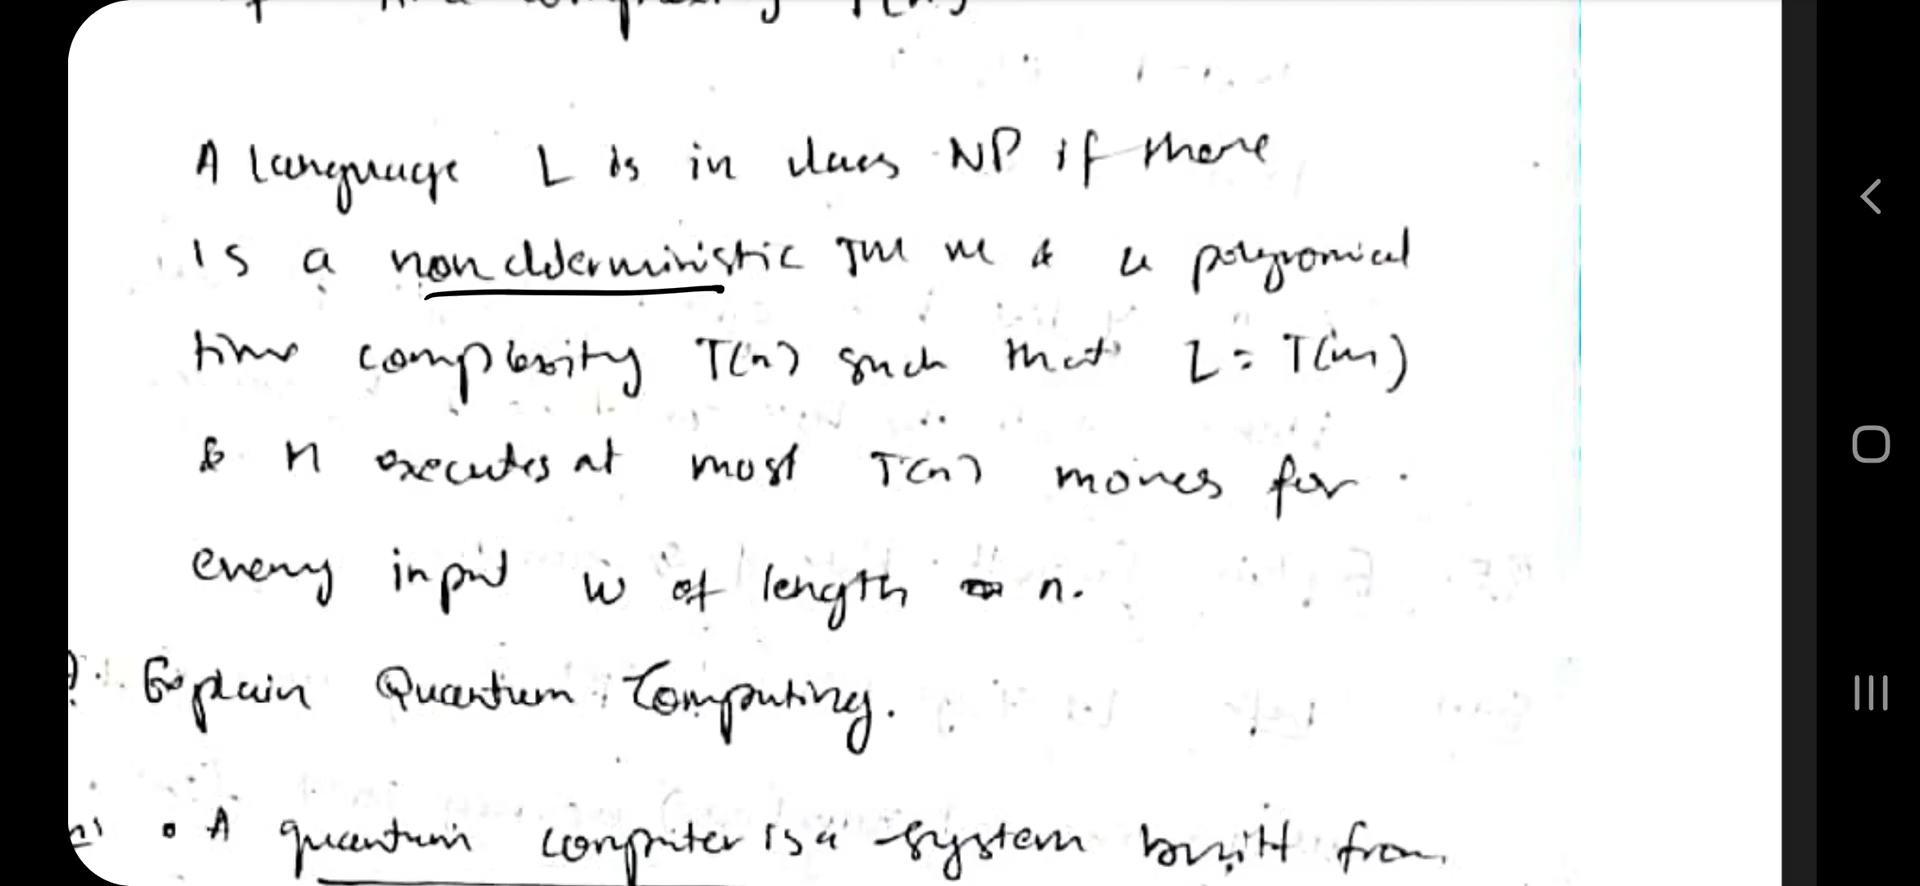 A language L is in class NP if there
is a nondeterministic TM M & a polynomial
time complexity T(n) such that L = T(M)
& M executes at most T(n) moves for
every input w of length n.
Explain Quantum Computing.
• A quantum computer is a system built from